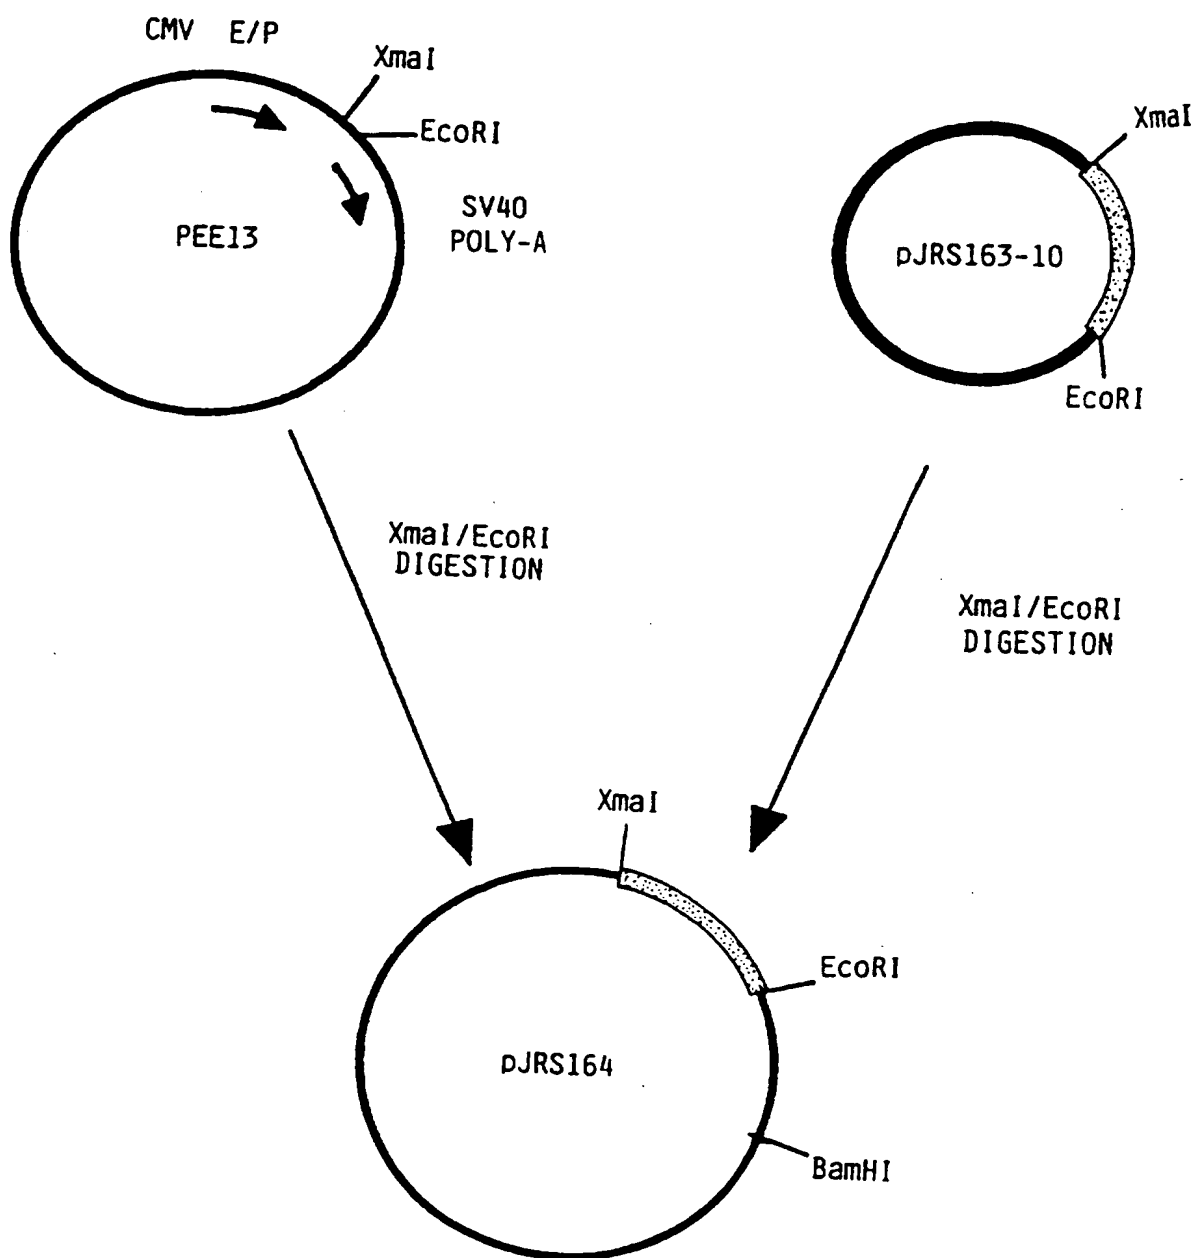 CMV E/P
XmaI
EcoRI
PEE13
SV40
POLY-A
XmaI
pJRS163-10
EcoRI
XmaI/EcoRI
DIGESTION
XmaI/EcoRI
DIGESTION
XmaI
EcoRI
pJRS164
BamHI